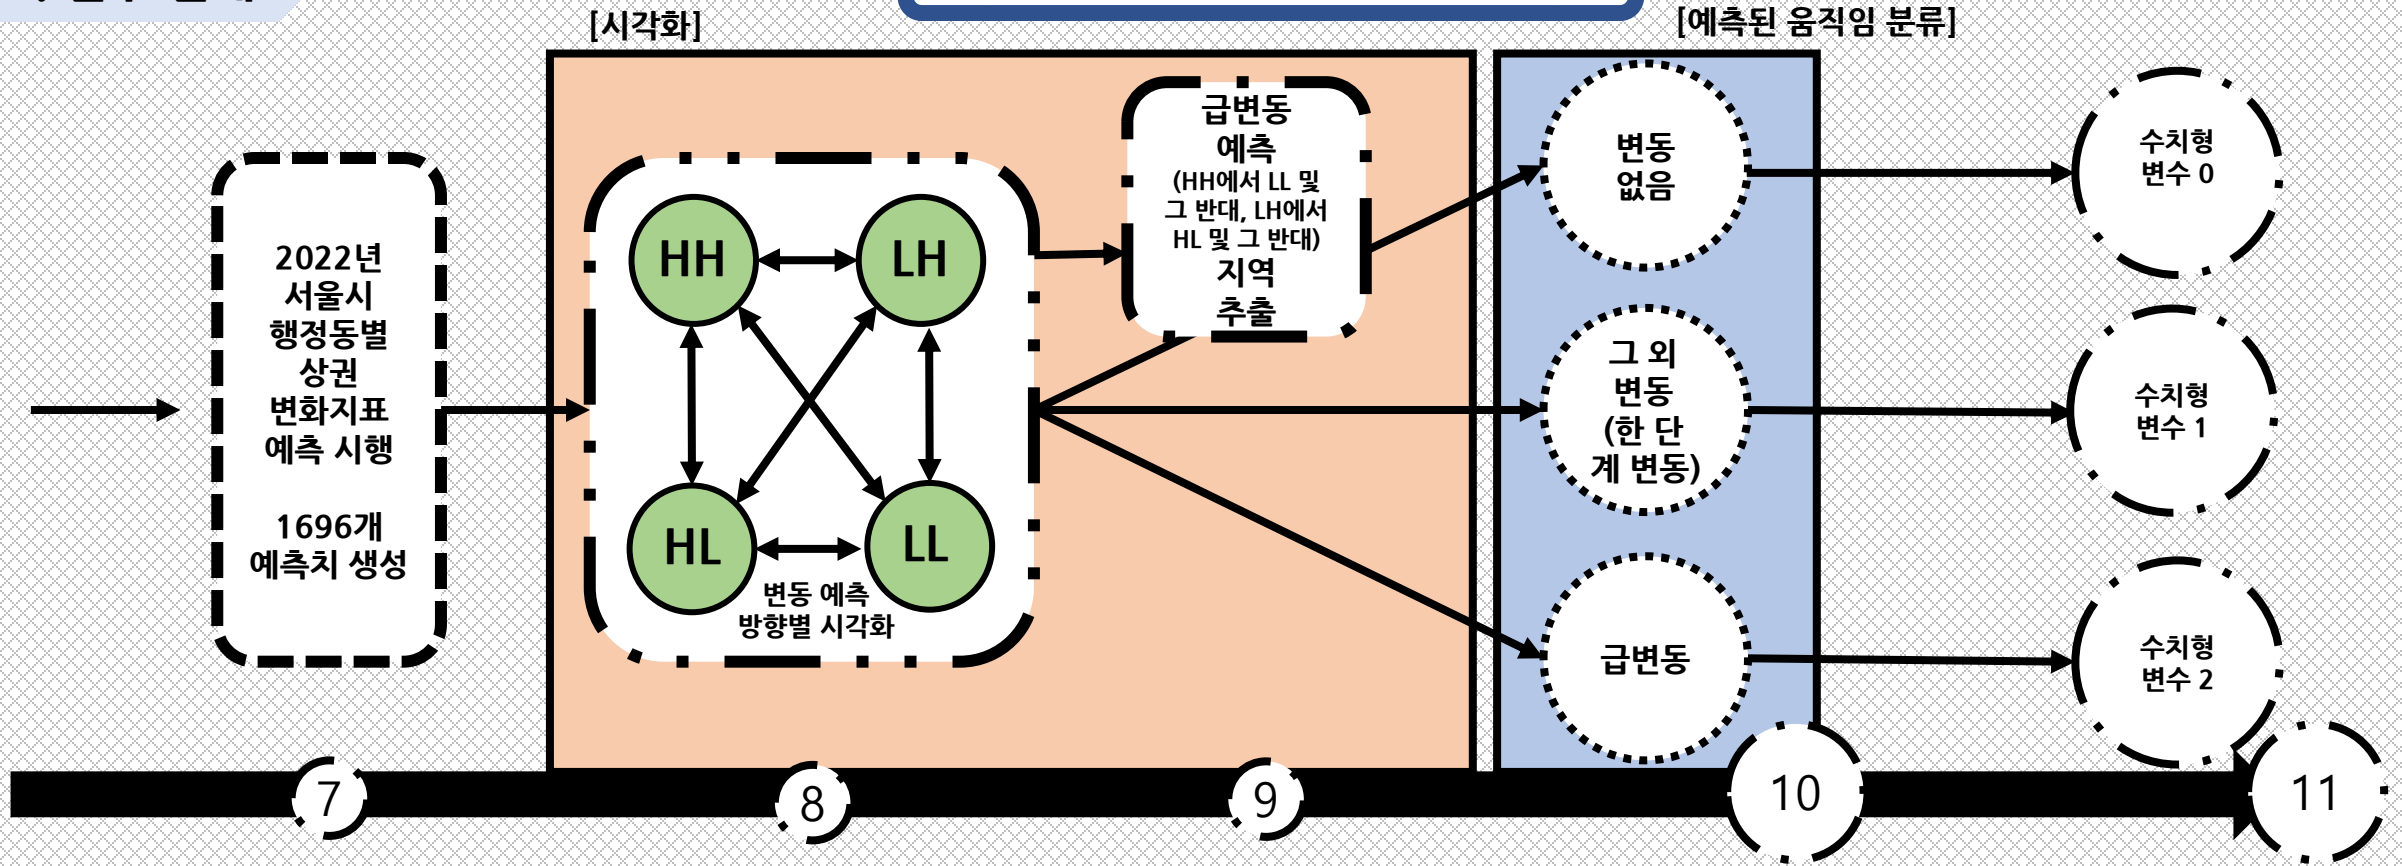 [시각화]
[예측된 움직임 분류]
2022년
서울시
행정동별
상권
변화지표
예측 시행
1696개
예측치 생성
HH
LH
HL
LL
변동 예측
방향별 시각화
급변동
예측
(HH에서 LL 및
그 반대, LH에서
HL 및 그 반대)
지역
추출
변동
없음
그 외
변동
(한 단
계 변동)
급변동
수치형
변수 0
수치형
변수 1
수치형
변수 2
7
8
9
10
11